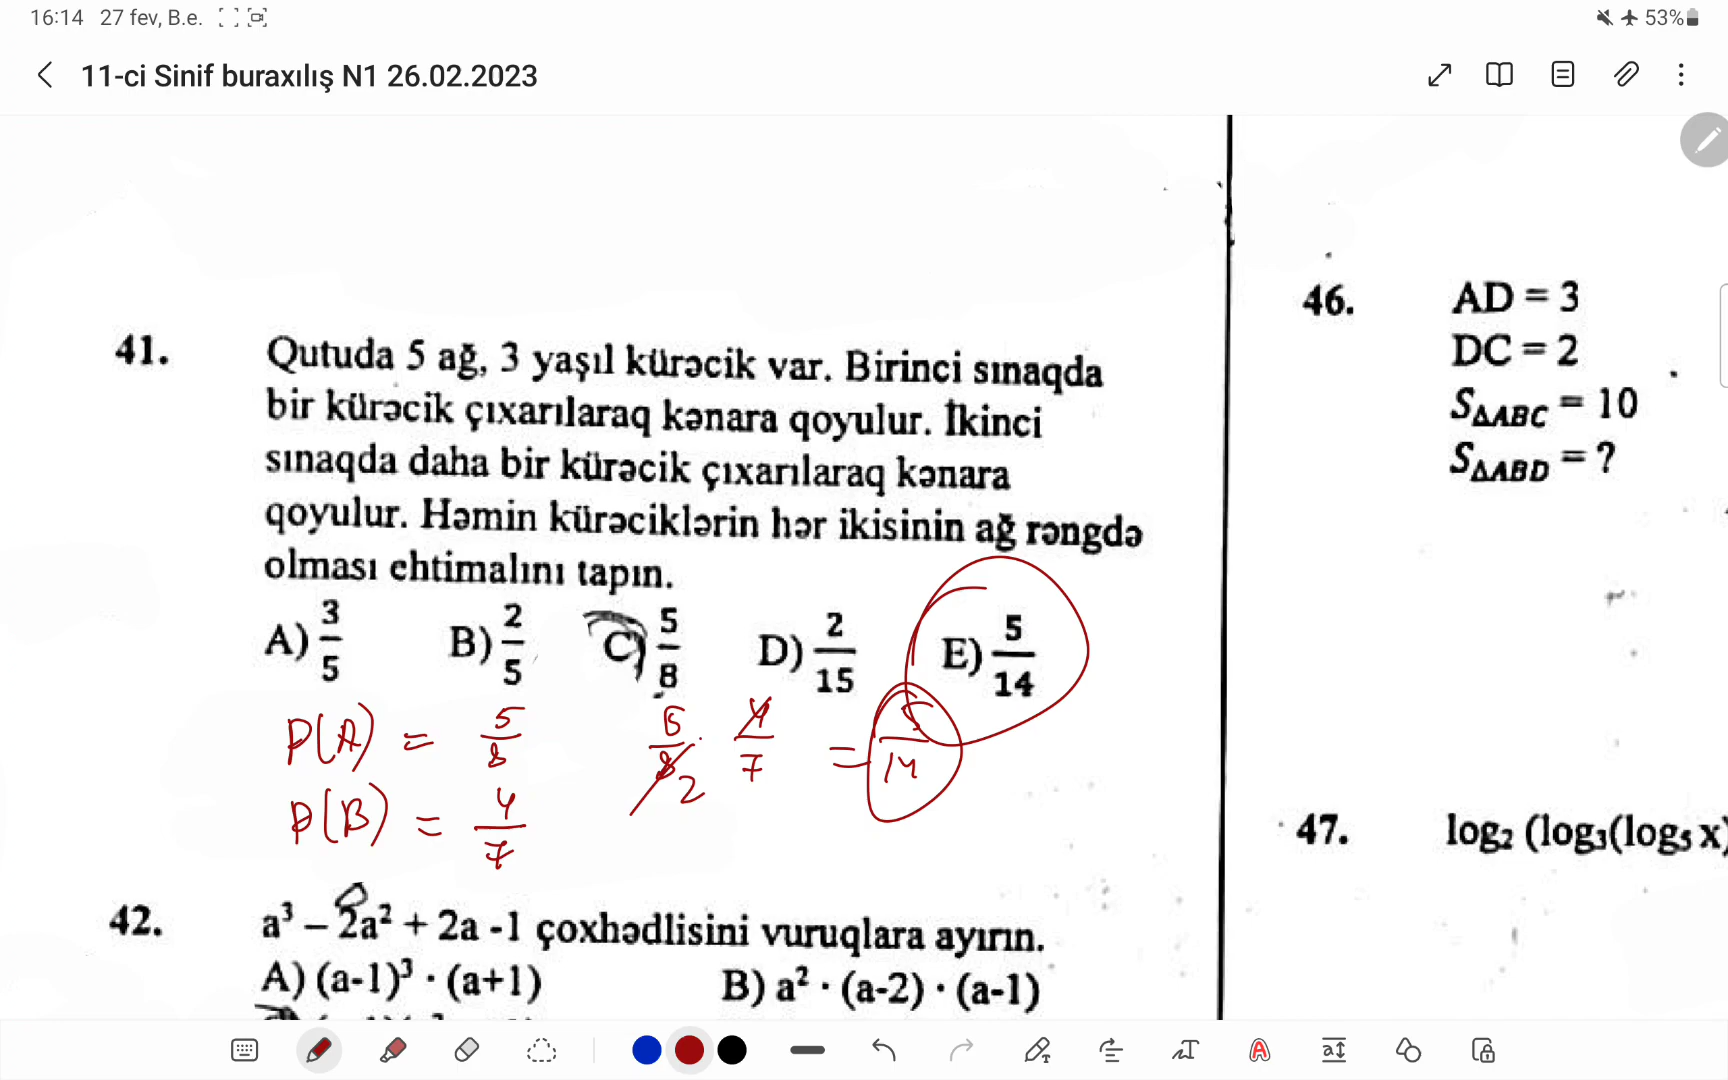 16:14 27 fev, B.e. 53%
11-ci Sinif buraxılış N1 26.02.2023
41. Qutuda 5 ağ, 3 yaşıl kürəcik var. Birinci sınaqda
bir kürəcik çıxarılaraq kənara qoyulur. İkinci
sınaqda daha bir kürəcik çıxarılaraq kənara
qoyulur. Həmin kürəciklərin hər ikisinin ağ rəngdə
olması ehtimalını tapın.
A) 3/5 B) 2/5 C) 5/8 D) 2/15 E) 5/14
P(A) = 5/8 5/8 2 · 4/7 = 5/14
P(B) = 4/7
42. a³ – 2a² + 2a -1 çoxhədlisini vuruqlara ayırın.
A) (a-1)³ · (a+1) B) a² · (a-2) · (a-1)
46. AD = 3
DC = 2
S△ABC = 10
S△ABD = ?
47. log₂ (log₃(log₅ x)